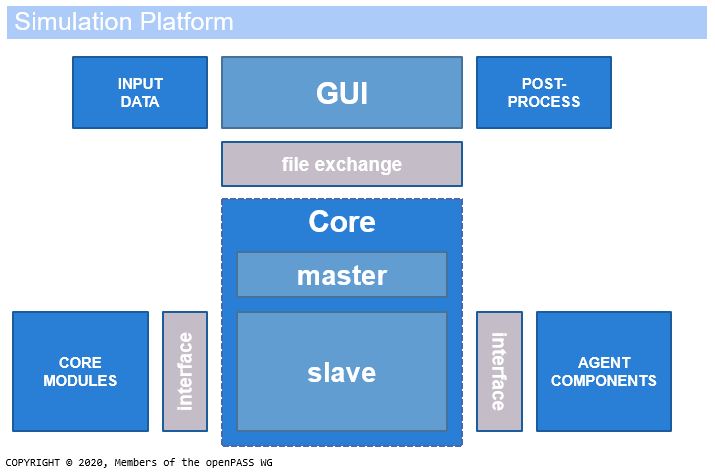 Simulation Platform
INPUT
DATA
GUI
POST-
PROCESS
file exchange
Core
master
CORE
MODULES
interface
slave
interface
AGENT
COMPONENTS
COPYRIGHT © 2020, Members of the openPASS WG